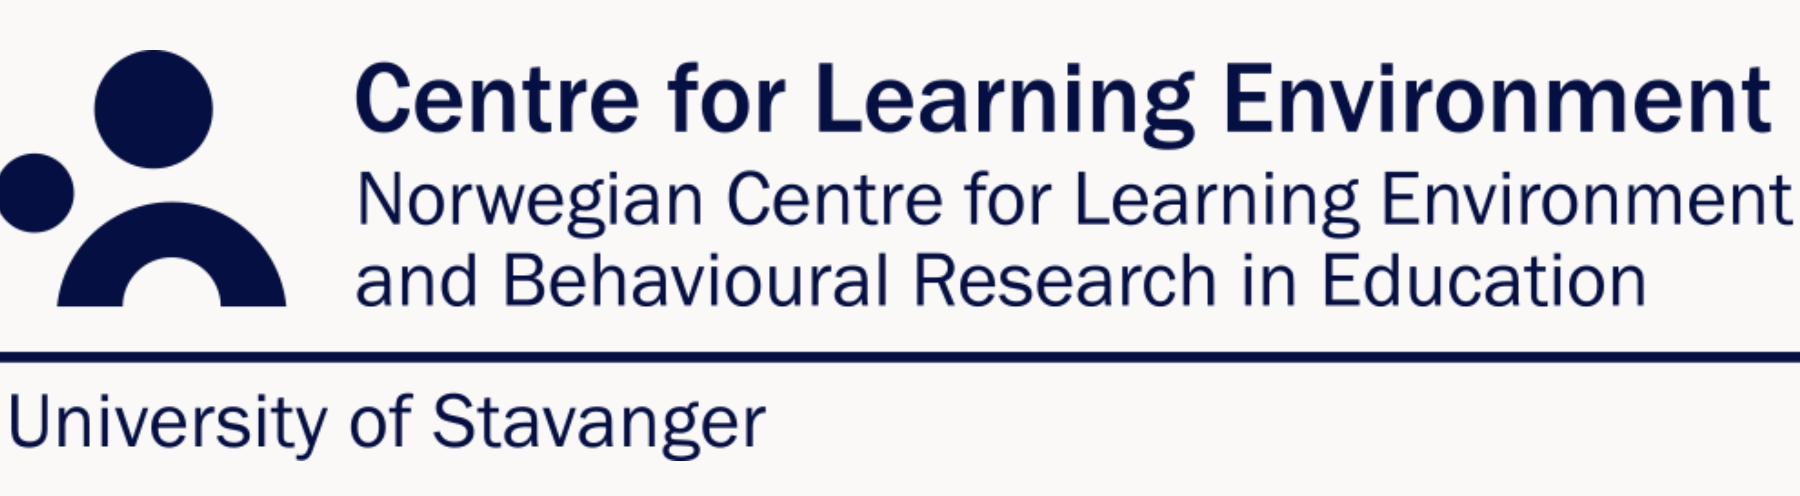 Centre for Learning Environment
Norwegian Centre for Learning Environment
and Behavioural Research in Education
University of Stavanger